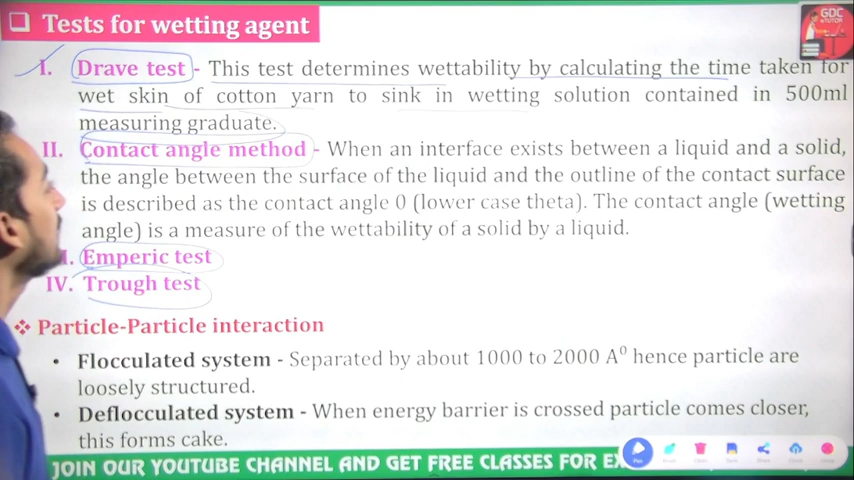 ❑ Tests for wetting agent
GDC
eTUTOR
I. Drave test - This test determines wettability by calculating the time taken for
wet skin of cotton yarn to sink in wetting solution contained in 500ml
measuring graduate.
II. Contact angle method - When an interface exists between a liquid and a solid,
the angle between the surface of the liquid and the outline of the contact surface
is described as the contact angle 0 (lower case theta). The contact angle (wetting
angle) is a measure of the wettability of a solid by a liquid.
I. Emperic test
IV. Trough test
❖ Particle-Particle interaction
• Flocculated system - Separated by about 1000 to 2000 A⁰ hence particle are
loosely structured.
• Deflocculated system - When energy barrier is crossed particle comes closer,
this forms cake.
JOIN OUR YOUTUBE CHANNEL AND GET FREE CLASSES FOR EX